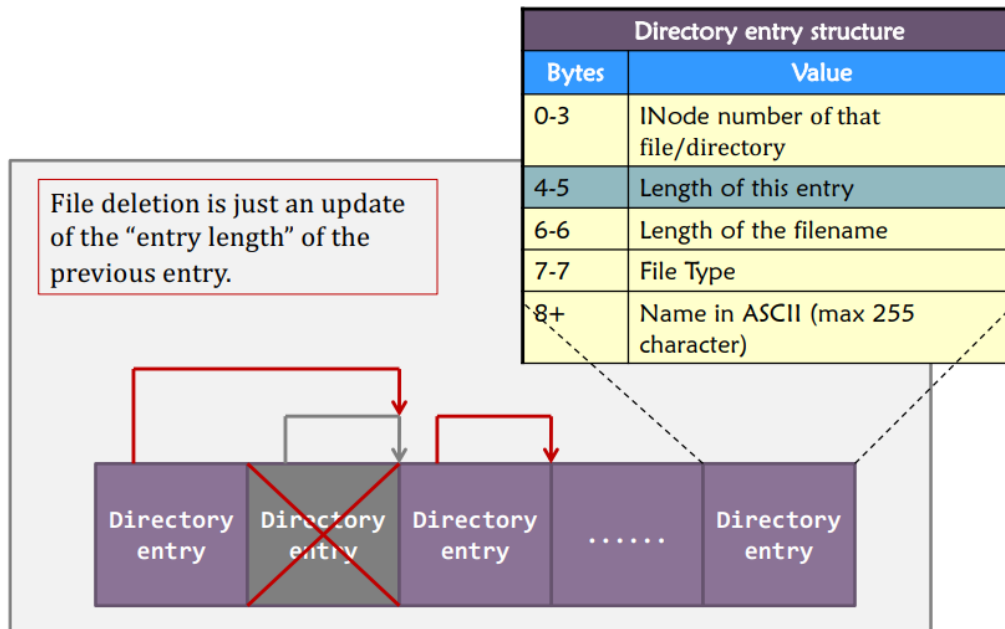 Directory entry structure
Bytes Value
0-3 INode number of that
file/directory
4-5 Length of this entry
6-6 Length of the filename
7-7 File Type
8+ Name in ASCII (max 255
character)
File deletion is just an update
of the “entry length” of the
previous entry.
Directory Directory Directory ...... Directory
entry entry entry entry